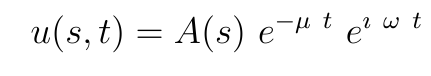 u(s, t) = A(s) e^{-μ t} e^{ı ω t}